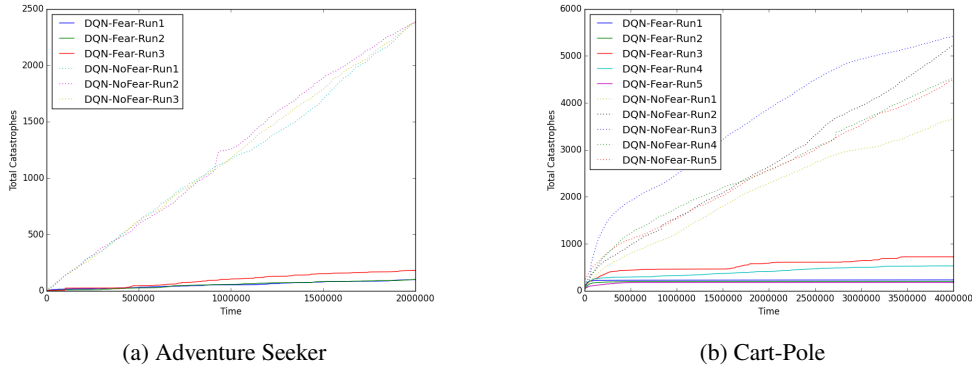 2500
2000
1500
1000
500
0
Total Catastrophes
DQN-Fear-Run1
DQN-Fear-Run2
DQN-Fear-Run3
DQN-NoFear-Run1
DQN-NoFear-Run2
DQN-NoFear-Run3
0 500000 1000000 1500000 2000000
Time
(a) Adventure Seeker
6000
5000
4000
3000
2000
1000
0
Total Catastrophes
DQN-Fear-Run1
DQN-Fear-Run2
DQN-Fear-Run3
DQN-Fear-Run4
DQN-Fear-Run5
DQN-NoFear-Run1
DQN-NoFear-Run2
DQN-NoFear-Run3
DQN-NoFear-Run4
DQN-NoFear-Run5
0 500000 1000000 1500000 2000000 2500000 3000000 3500000 4000000
Time
(b) Cart-Pole